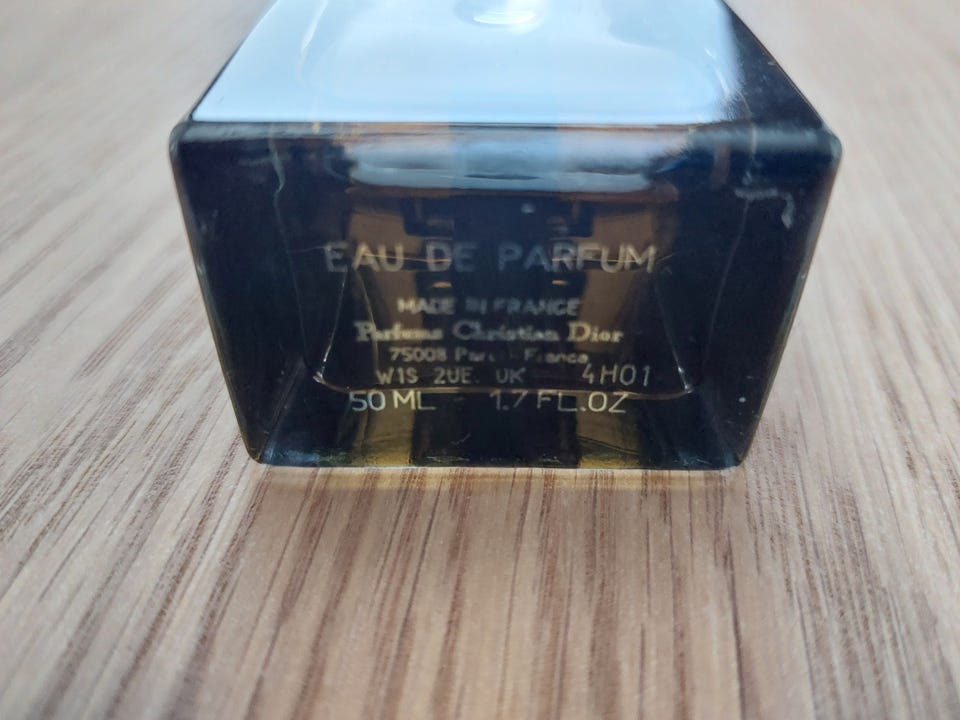 EAU DE PARFUM
MADE IN FRANCE
Parfums Christian Dior
75008 Paris - France
W1S 2UE. UK 4H01
50 ML 1.7 FL.OZ